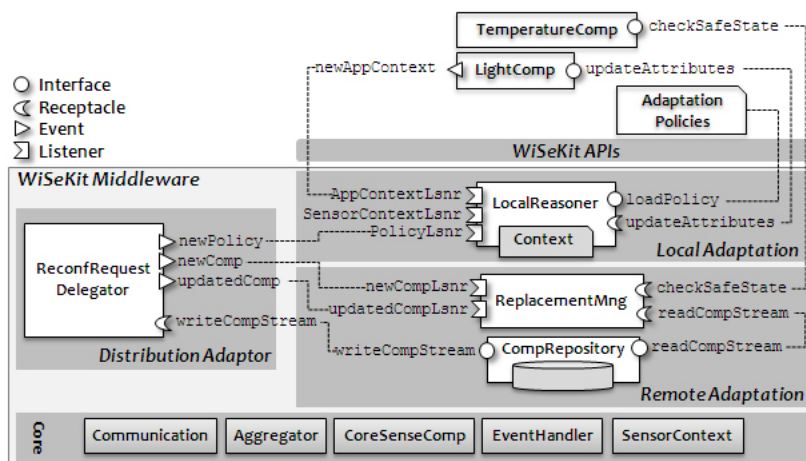 TemperatureComp
checkSafeState
newAppContext
LightComp
updateAttributes
Interface
Receptacle
Event
Listener
Adaptation
Policies
WiSeKit APIs
WiSeKit Middleware
AppContextLsnr
SensorContextLsnr
PolicyLsnr
LocalReasoner
Context
loadPolicy
updateAttributes
Local Adaptation
ReconfRequest
Delegator
newPolicy
newComp
updatedComp
writeCompStream
Distribution Adaptor
newCompLsnr
updatedCompLsnr
ReplacementMng
checkSafeState
readCompStream
writeCompStream
CompRepository
readCompStream
Remote Adaptation
Core
Communication
Aggregator
CoreSenseComp
EventHandler
SensorContext